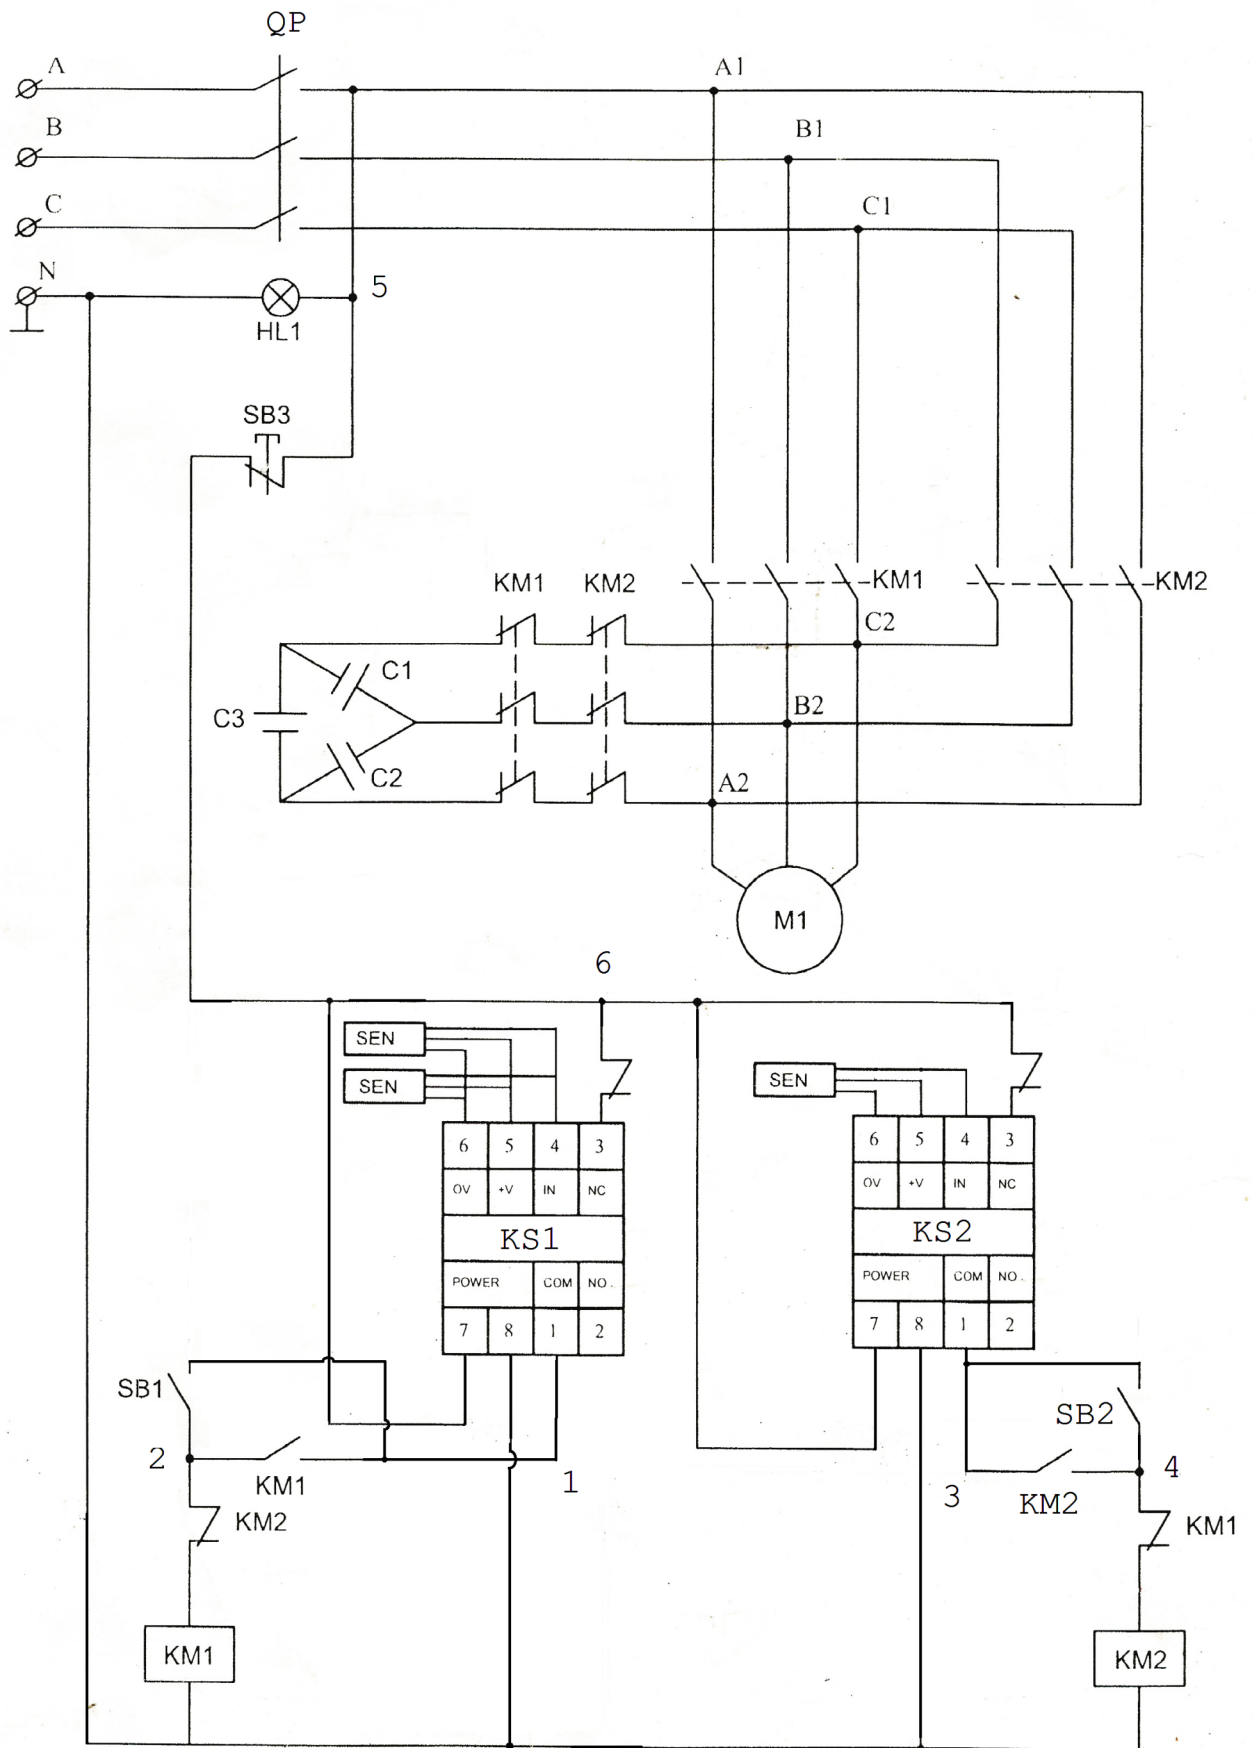 QP
A
A1
B
B1
C
C1
N
5
HL1
SB3
KM1
KM2
KM1
KM2
C2
C1
C3
B2
C2
A2
M1
6
SEN
SEN
SEN
6 5 4 3
OV +V IN NC
KS1
POWER COM NO.
7 8 1 2
6 5 4 3
OV +V IN NC
KS2
POWER COM NO.
7 8 1 2
SB1
SB2
2
KM1
1
3
KM2
4
KM2
KM1
KM1
KM2